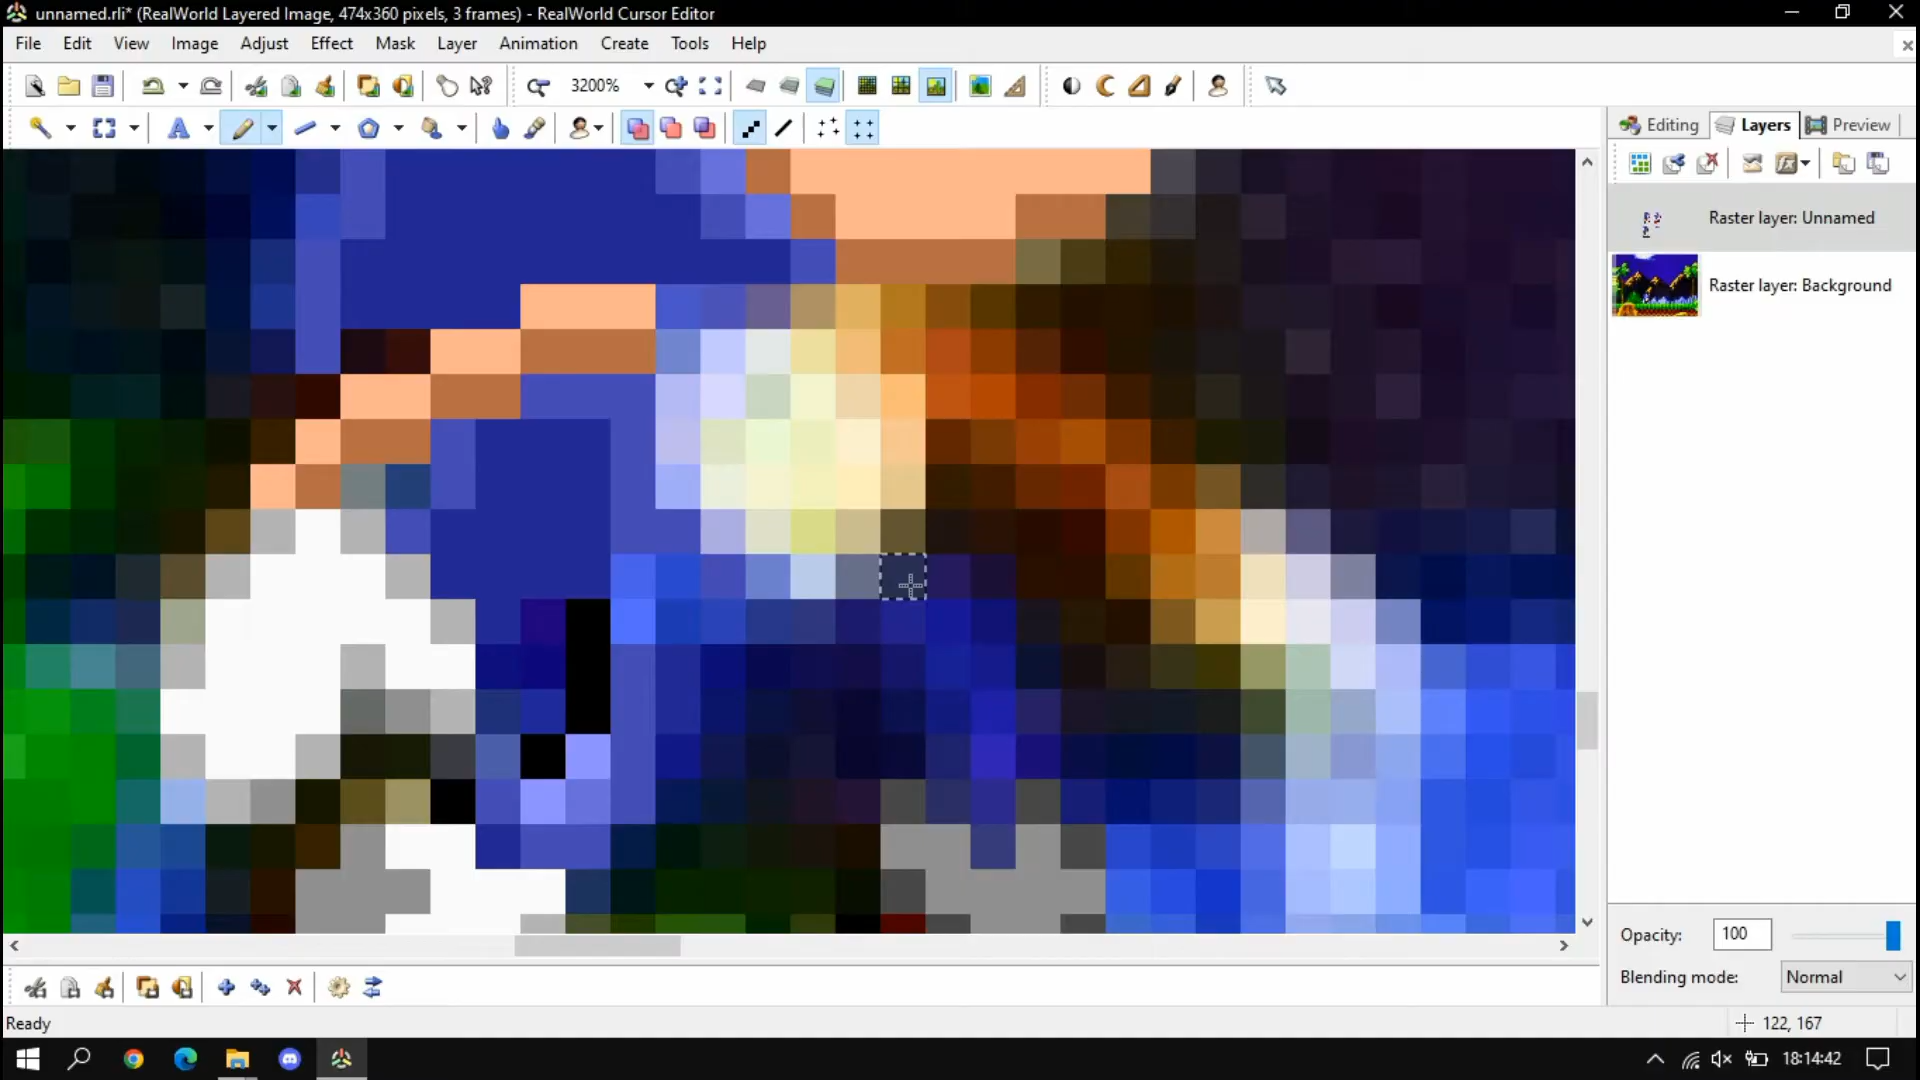 unnamed.rli* (RealWorld Layered Image, 474x360 pixels, 3 frames) - RealWorld Cursor Editor
File Edit View Image Adjust Effect Mask Layer Animation Create Tools Help
3200%
Editing Layers Preview
Raster layer: Unnamed
Raster layer: Background
Opacity: 100
Blending mode: Normal
Ready 122, 167
18:14:42